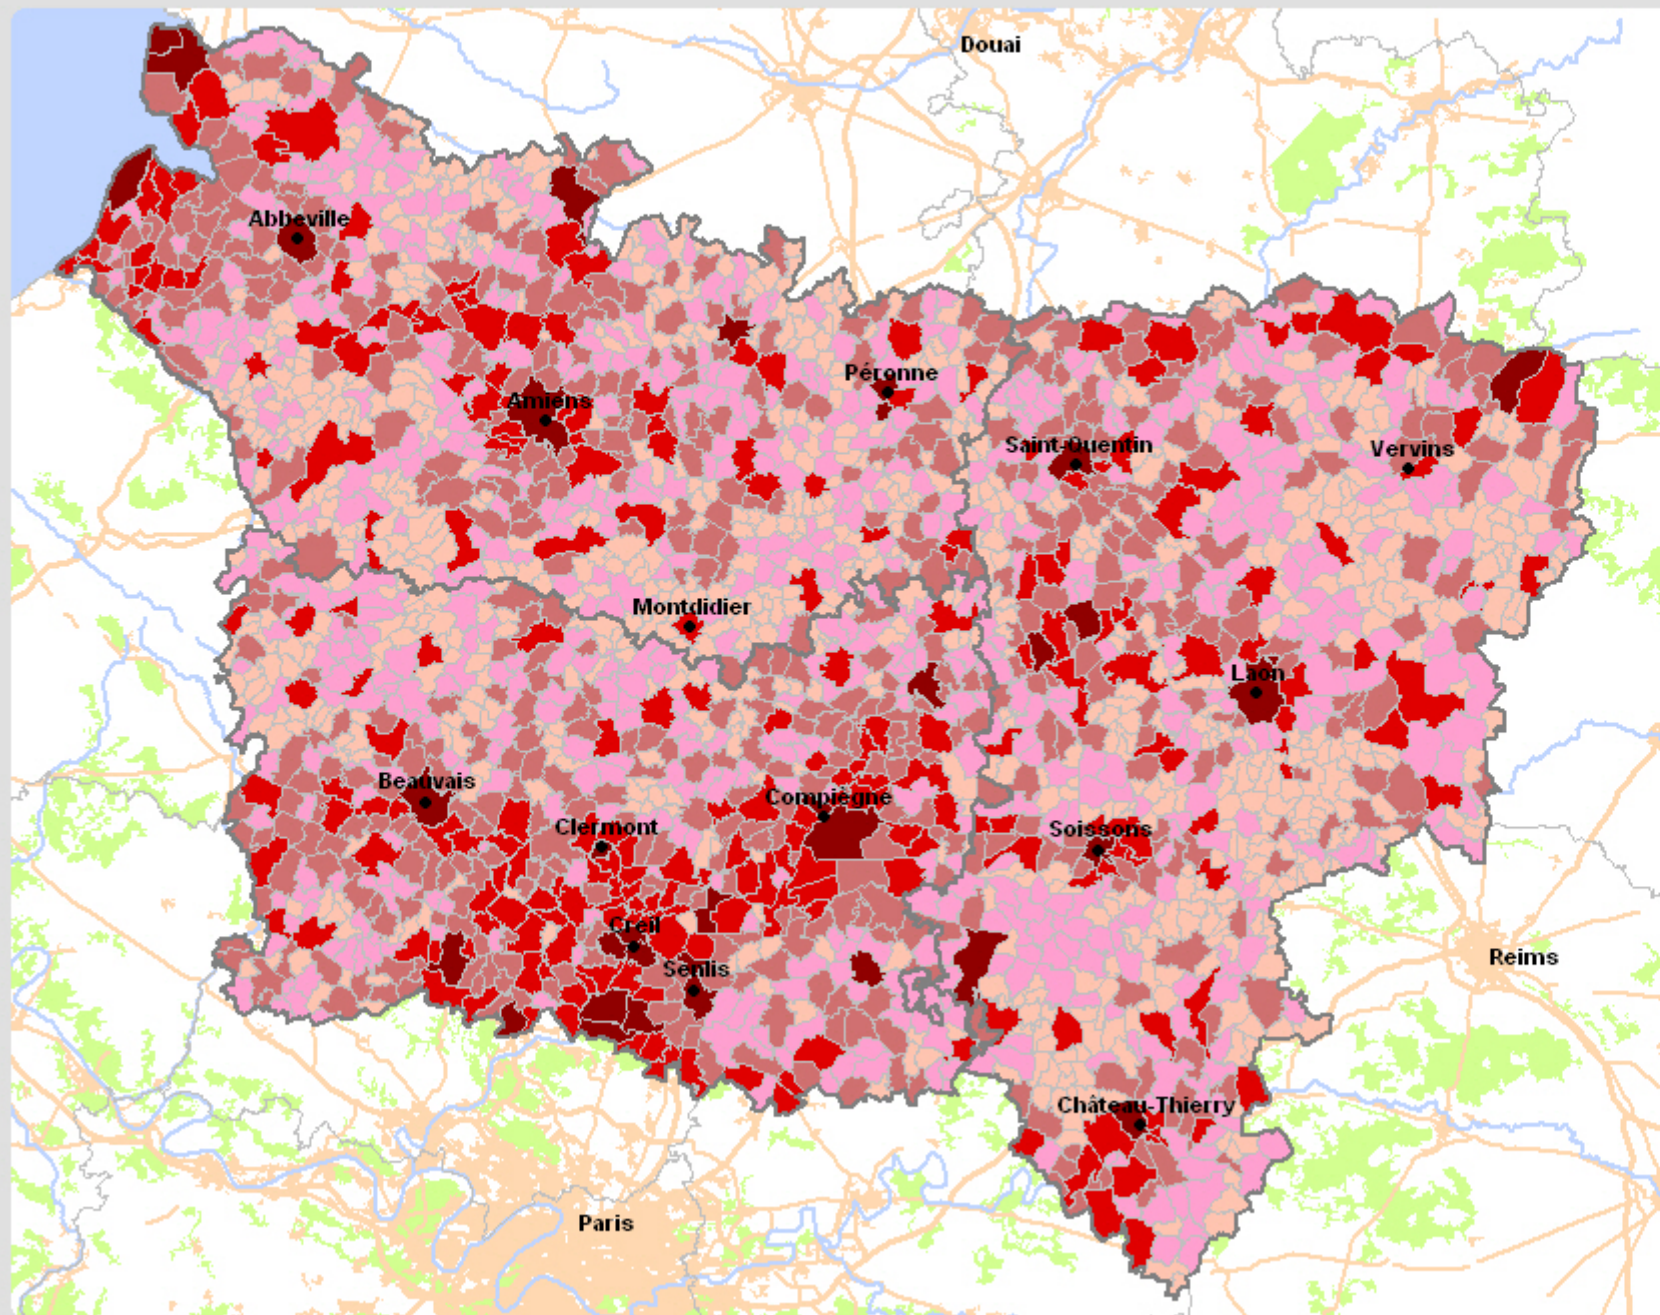 Douai
Abbeville
Péronne
Amiens
Saint-Quentin
Vervins
Montdidier
Laon
Beauvais
Compiègne
Clermont
Soissons
Creil
Senlis
Reims
Château-Thierry
Paris